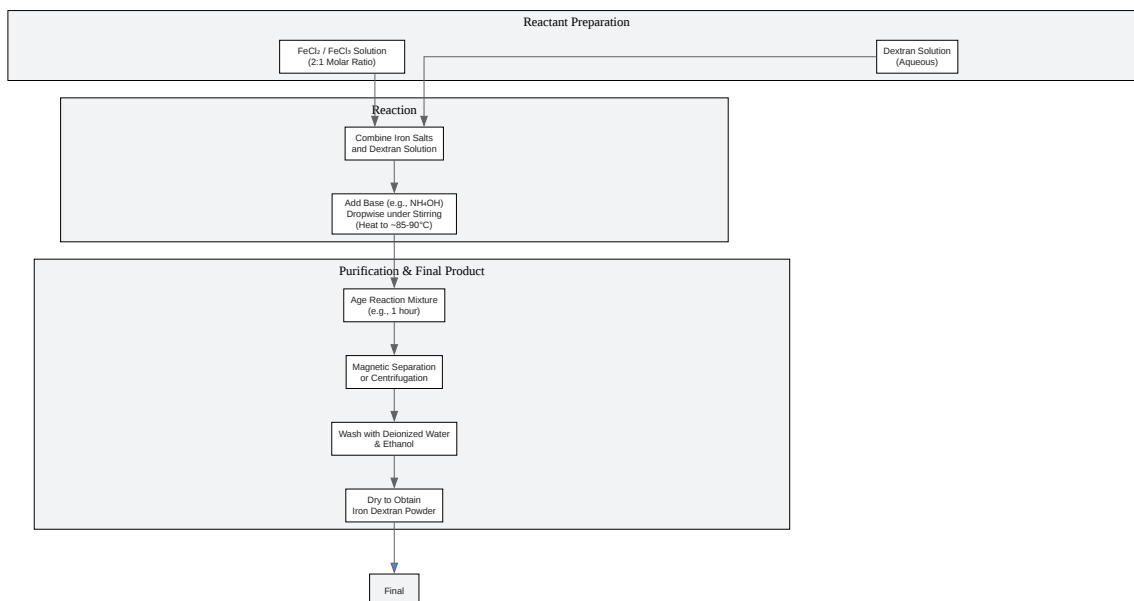 Reactant Preparation
FeCl₂ / FeCl₃ Solution
(2:1 Molar Ratio)
Dextran Solution
(Aqueous)
Reaction
Combine Iron Salts
and Dextran Solution
Add Base (e.g., NH₄OH)
Dropwise under Stirring
(Heat to ~85-90°C)
Purification & Final Product
Age Reaction Mixture
(e.g., 1 hour)
Magnetic Separation
or Centrifugation
Wash with Deionized Water
& Ethanol
Dry to Obtain
Iron Dextran Powder
Final